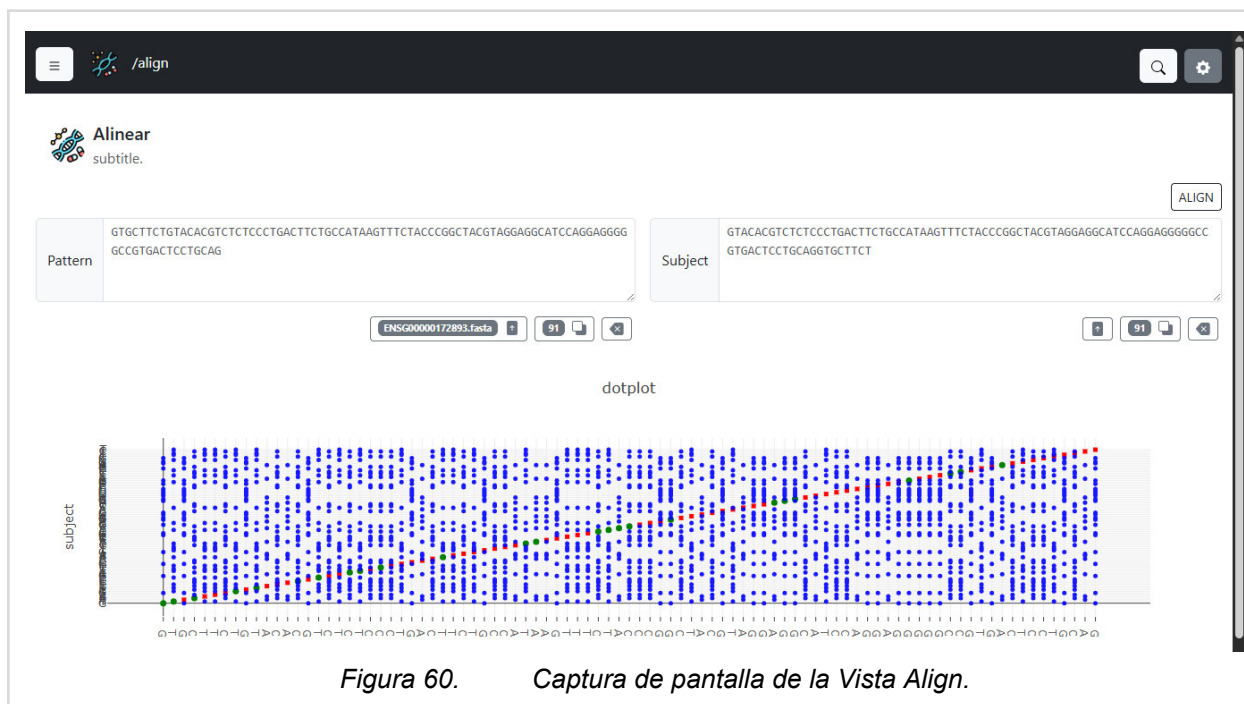 /align
Alinear
subtitle.
ALIGN
GTGCTTCTGTACACGTCTCTCCCTGACTTCTGCCATAAGTTTCTACCCGGCTACGTAGGAGGCATCCAGGAGGGG
GCCGTGACTCCTGCAG
Pattern
GTACACGTCTCTCCCTGACTTCTGCCATAAGTTTCTACCCGGCTACGTAGGAGGCATCCAGGAGGGGGCC
GTGACTCCTGCAGGTGCTTCT
Subject
ENSG00000172893.fasta
91
91
dotplot
subject
G T G C T T C T G T A C A C G T C T C T C C C T G A C T T C T G C C A T A A G T T T C T A C C C G G C T A C G T A G G A G G C A T C C A G G A G G G G G C C G T G A C T C C T G C A G
Figura 60. Captura de pantalla de la Vista Align.